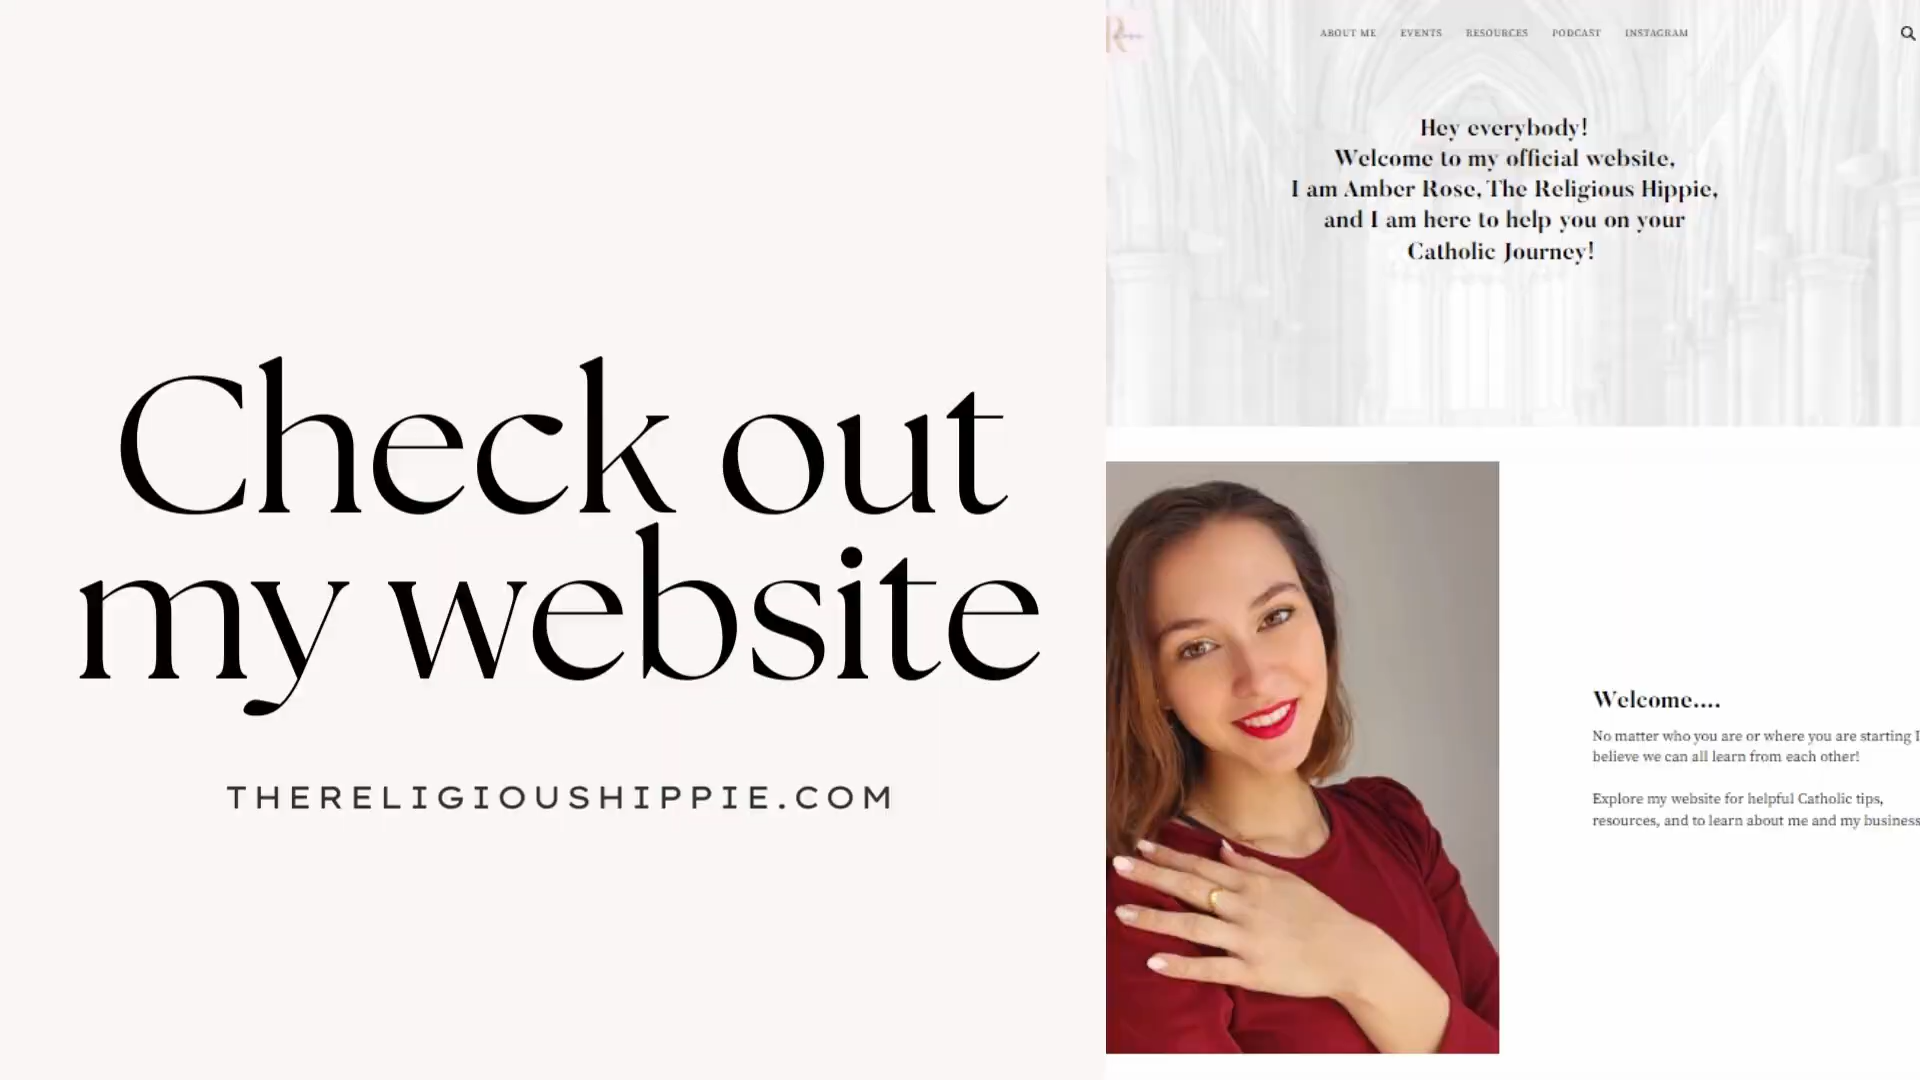 Check out
my website
THERELIGIOUSHIPPIE.COM
ABOUT ME EVENTS RESOURCES PODCAST INSTAGRAM
Hey everybody!
Welcome to my official website,
I am Amber Rose, The Religious Hippie,
and I am here to help you on your
Catholic Journey!
Welcome....
No matter who you are or where you are starting I
believe we can all learn from each other!
Explore my website for helpful Catholic tips,
resources, and to learn about me and my business